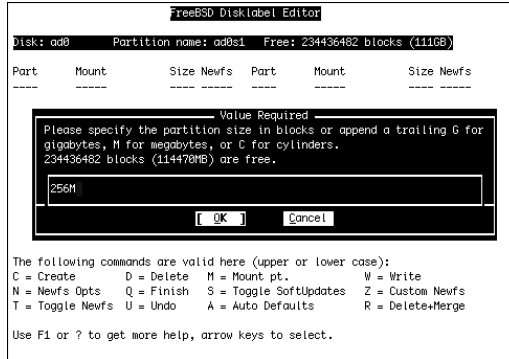 FreeBSD Disklabel Editor
Disk: ad0 Partition name: ad0s1 Free: 234436482 blocks (111GB)
Part Mount Size Newfs Part Mount Size Newfs
---- ----- ---- ----- ---- ----- ---- -----
Value Required
Please specify the partition size in blocks or append a trailing G for
gigabytes, M for megabytes, or C for cylinders.
234436482 blocks (114470MB) are free.
256M
[ OK ] Cancel
The following commands are valid here (upper or lower case):
C = Create D = Delete M = Mount pt. W = Write
N = Newfs Opts Q = Finish S = Toggle SoftUpdates Z = Custom Newfs
T = Toggle Newfs U = Undo A = Auto Defaults R = Delete+Merge
Use F1 or ? to get more help, arrow keys to select.